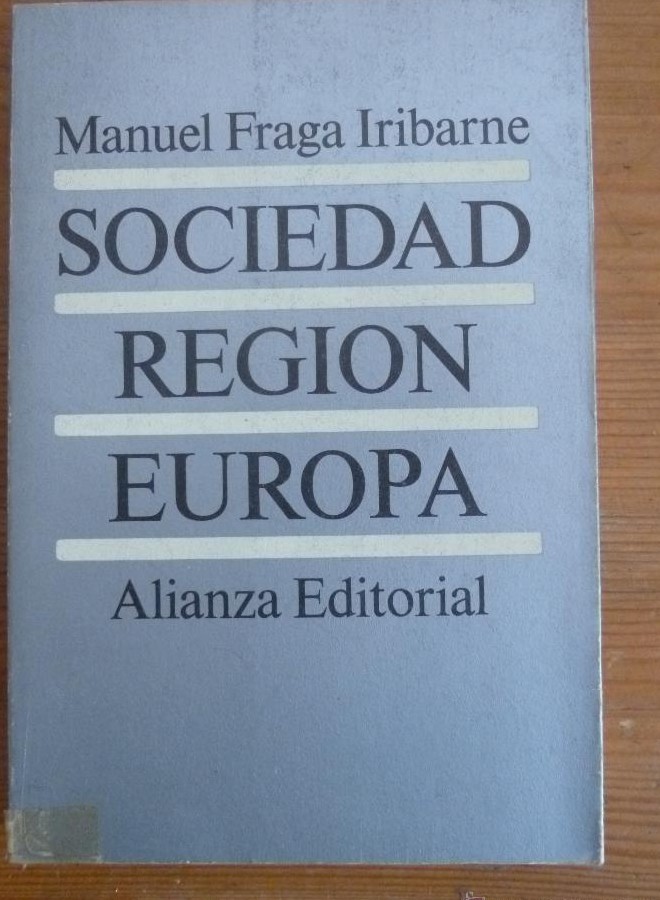 Manuel Fraga Iribarne
SOCIEDAD
REGION
EUROPA
Alianza Editorial